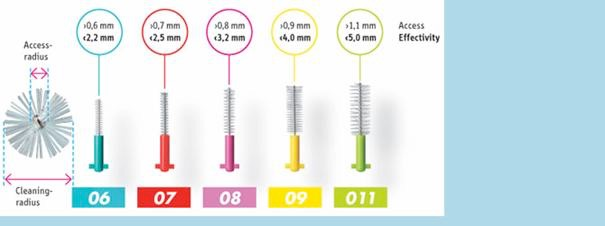 ›0,6 mm
‹2,2 mm
›0,7 mm
‹2,5 mm
›0,8 mm
‹3,2 mm
›0,9 mm
‹4,0 mm
›1,1 mm
‹5,0 mm
Access
Effectivity
Access-
radius
Cleaning-
radius
06
07
08
09
011